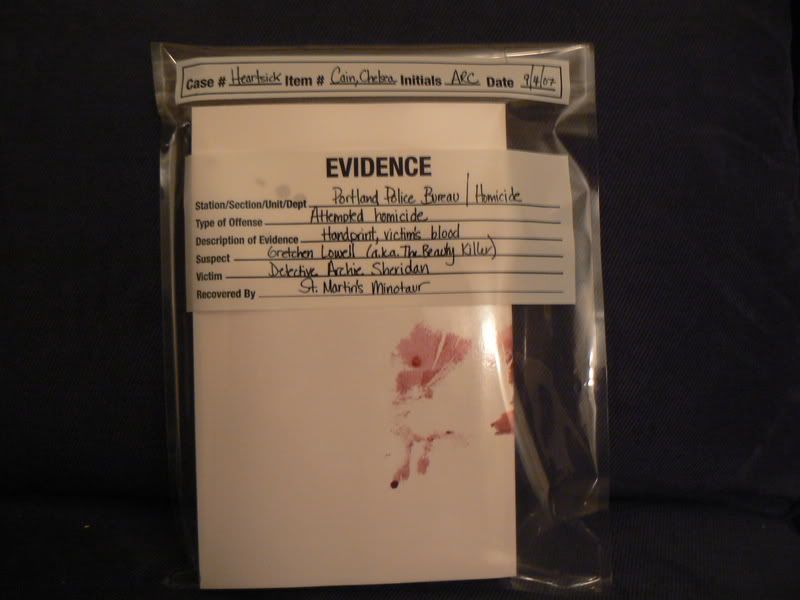 Case # Heartsick Item # Cain, Chelsea Initials ARC Date 9/4/07
EVIDENCE
Station/Section/Unit/Dept Portland Police Bureau / Homicide
Type of Offense Attempted homicide
Description of Evidence Handprint, victim's blood
Suspect Gretchen Lowell (a.k.a. The Beauty Killer)
Victim Detective Archie Sheridan
Recovered By St. Martin's Minotaur